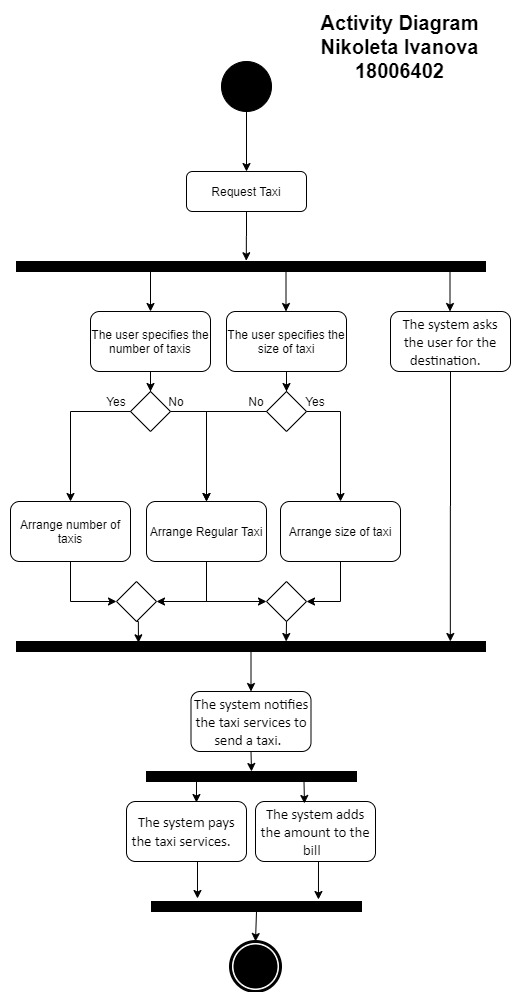 Activity Diagram
Nikoleta Ivanova
18006402
Request Taxi
The user specifies the
number of taxis
The user specifies the
size of taxi
The system asks
the user for the
destination.
Yes
No
No
Yes
Arrange number of
taxis
Arrange Regular Taxi
Arrange size of taxi
The system notifies
the taxi services to
send a taxi.
The system pays
the taxi services.
The system adds
the amount to the
bill